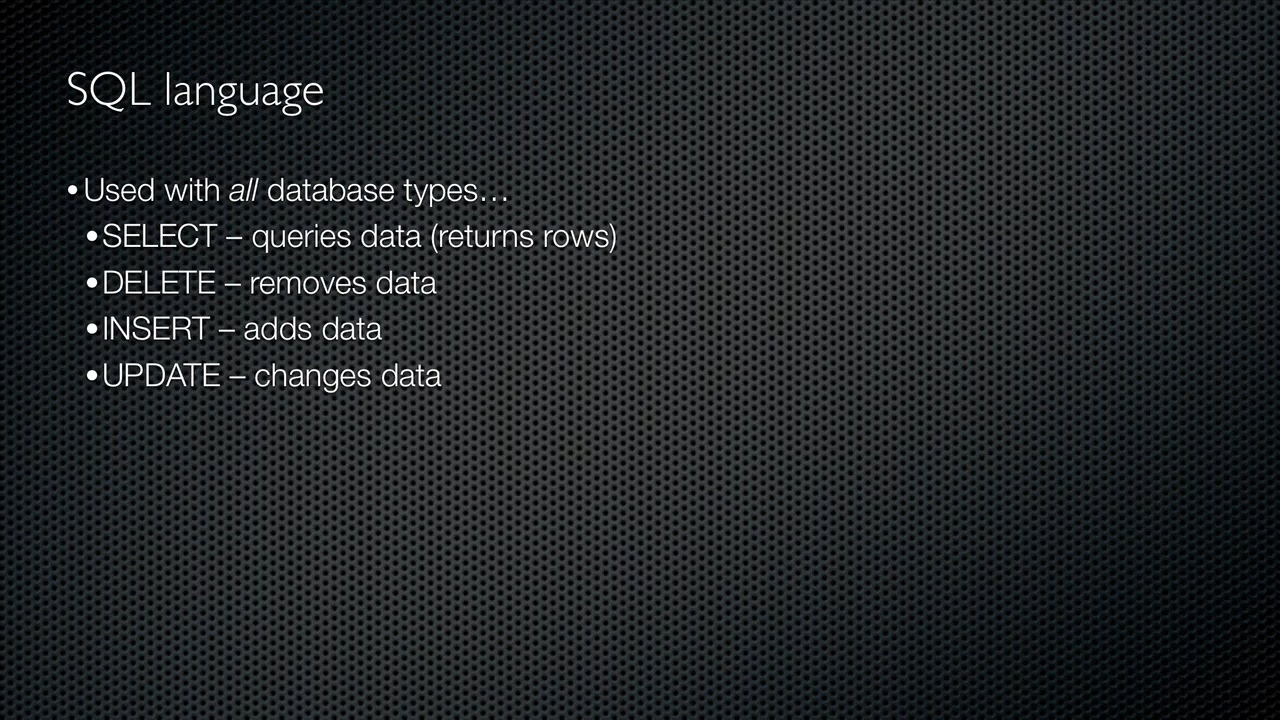 SQL language
• Used with all database types…
• SELECT – queries data (returns rows)
• DELETE – removes data
• INSERT – adds data
• UPDATE – changes data